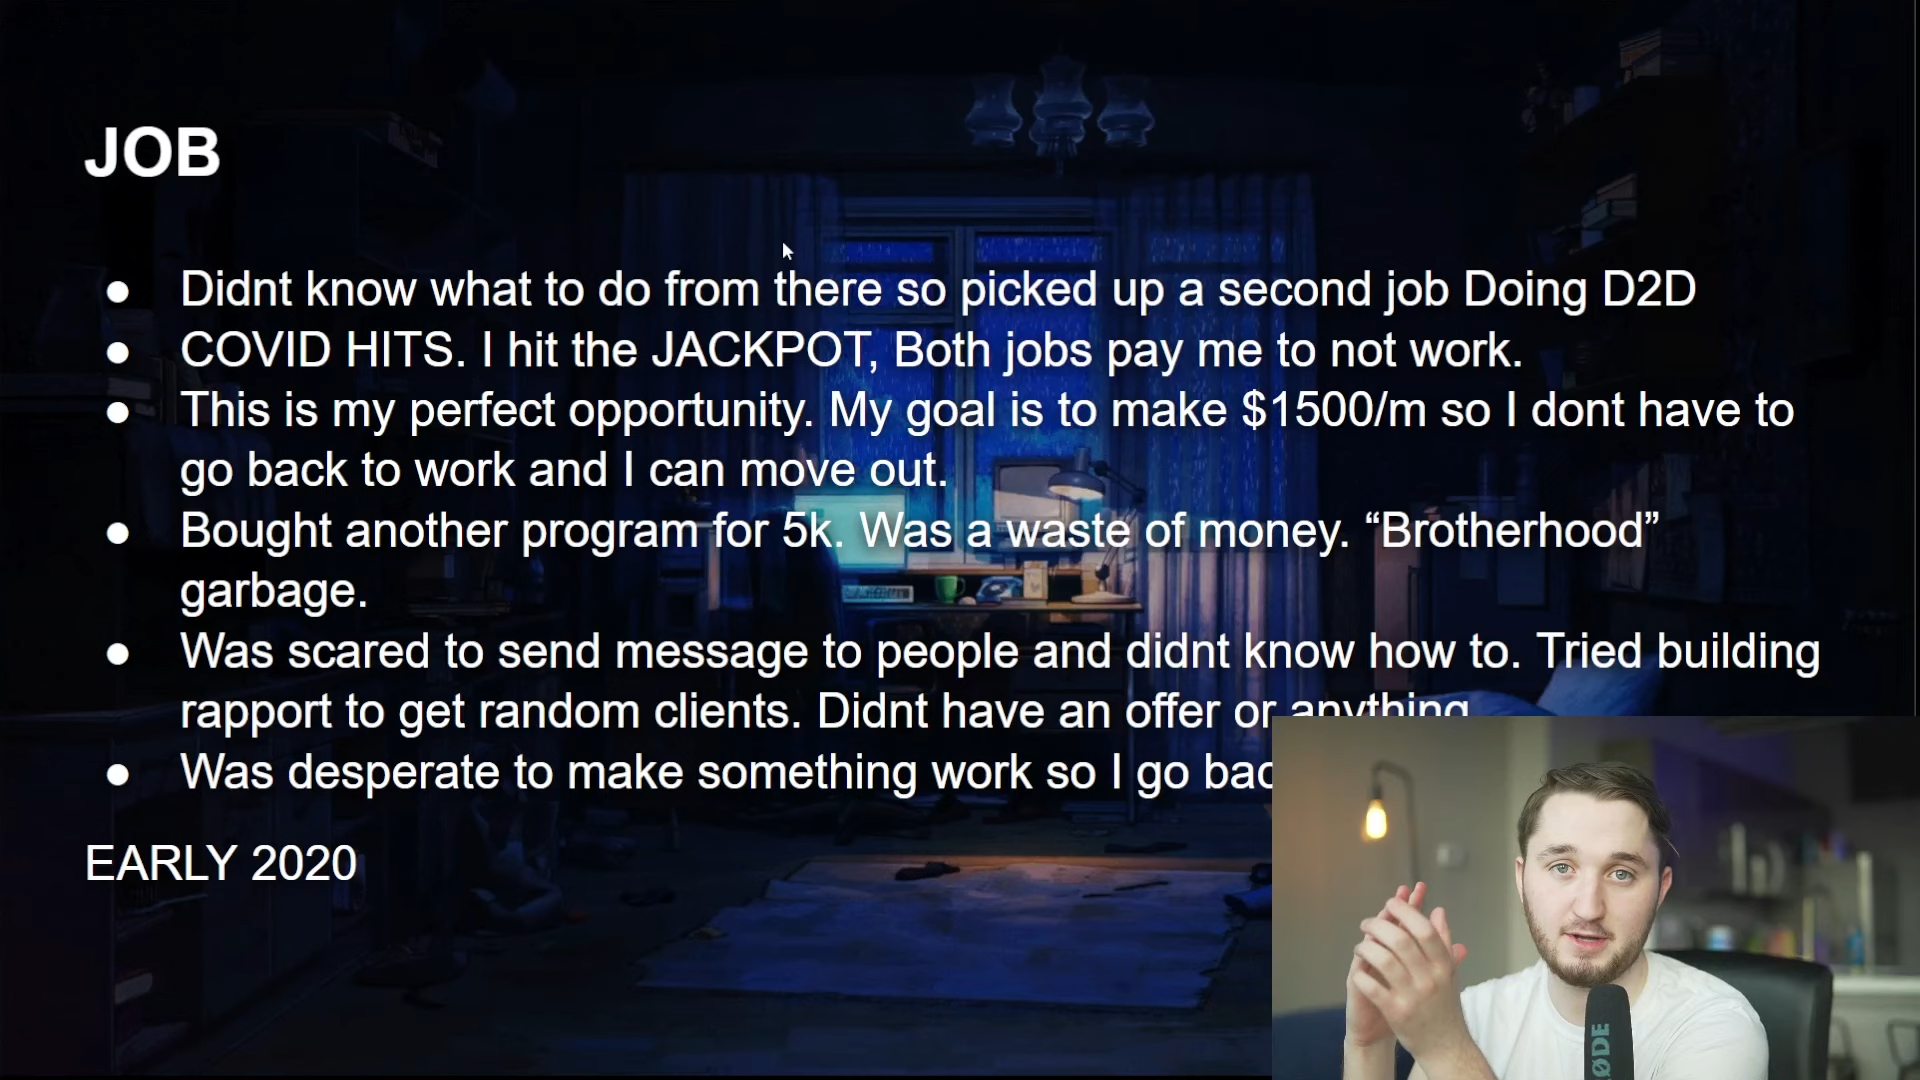 JOB
● Didnt know what to do from there so picked up a second job Doing D2D
● COVID HITS. I hit the JACKPOT, Both jobs pay me to not work.
● This is my perfect opportunity. My goal is to make $1500/m so I dont have to
go back to work and I can move out.
● Bought another program for 5k. Was a waste of money. “Brotherhood”
garbage.
● Was scared to send message to people and didnt know how to. Tried building
rapport to get random clients. Didnt have an offer or anything
● Was desperate to make something work so I go
EARLY 2020
RØDE